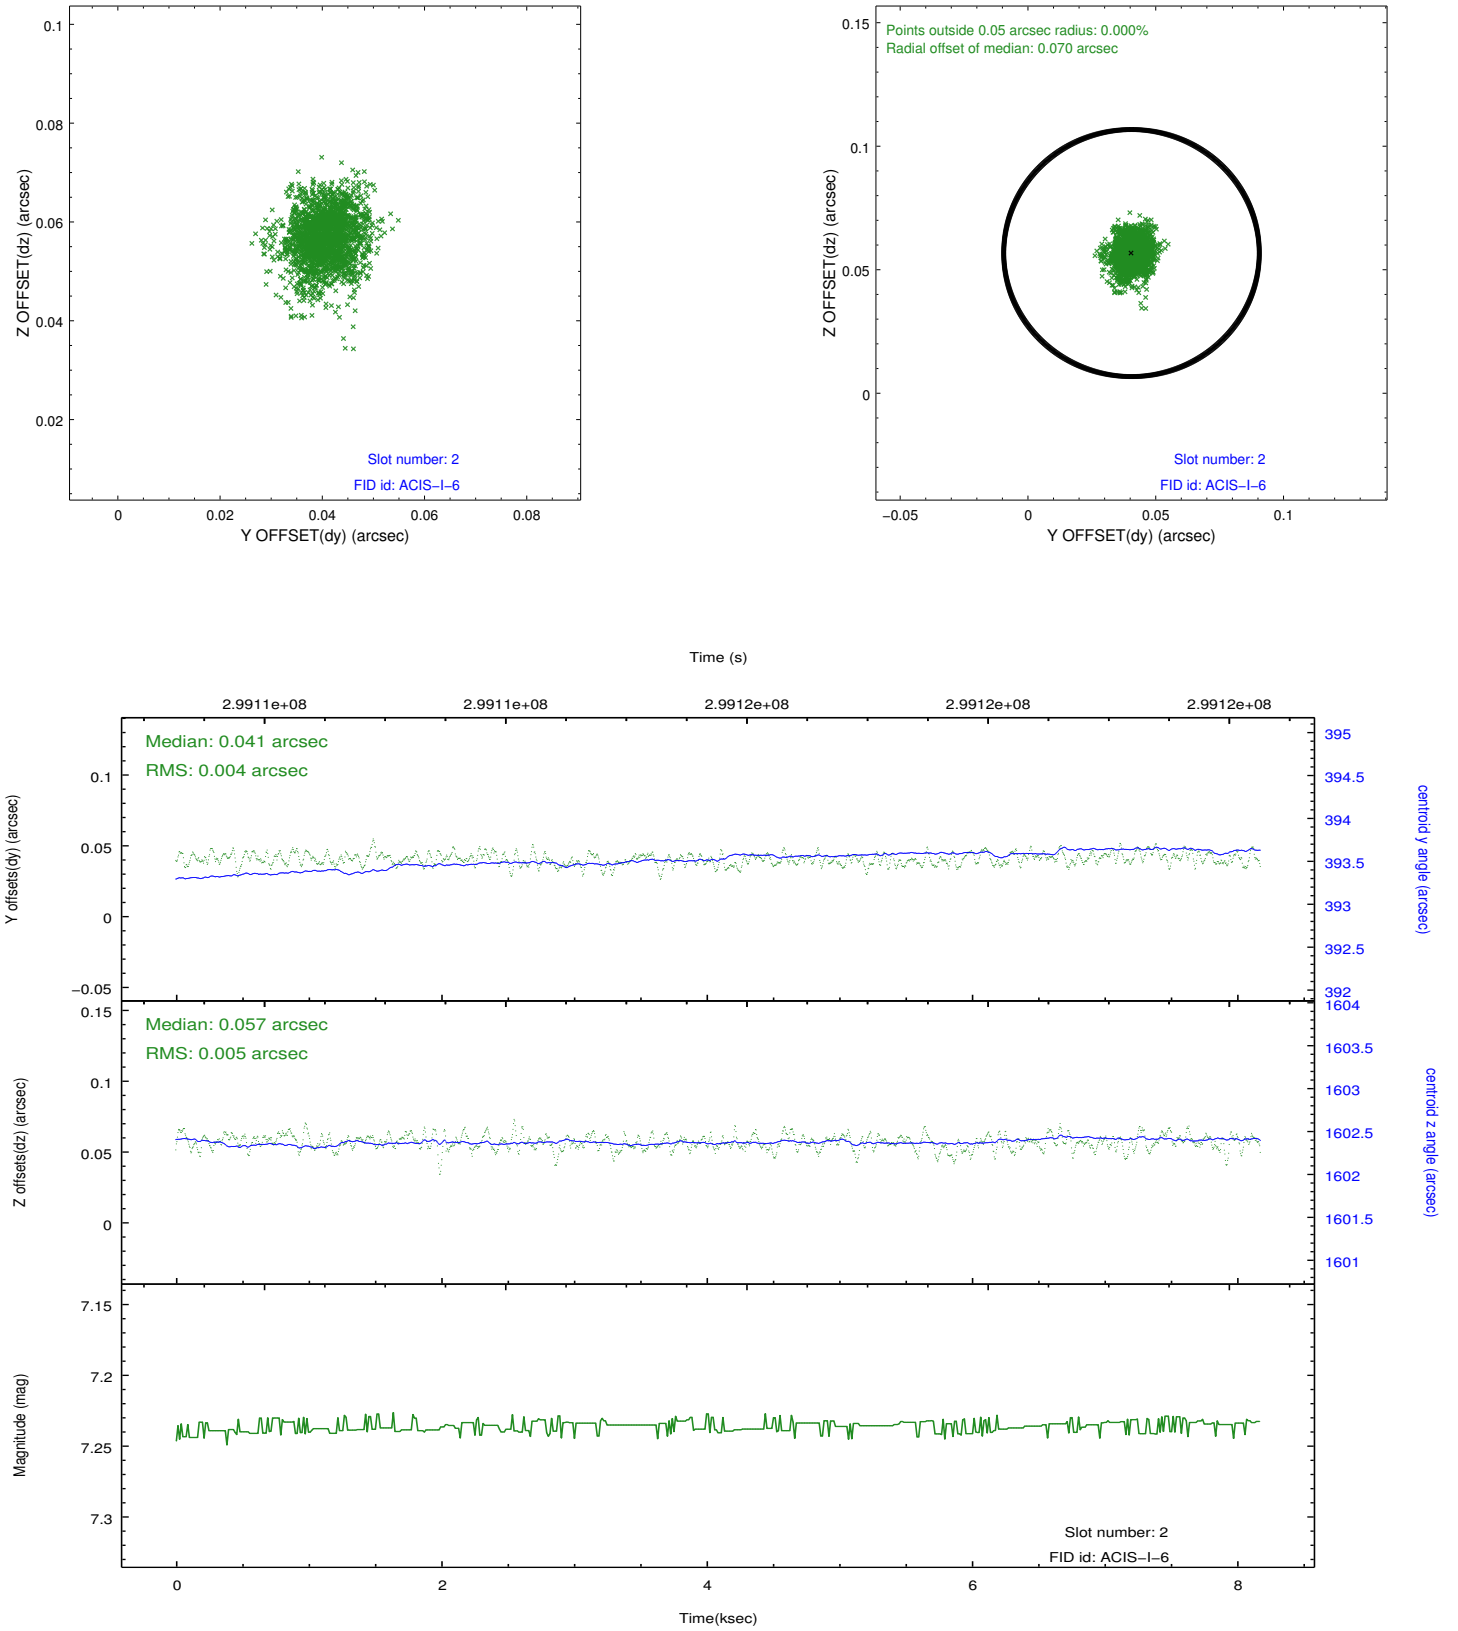 0.1
0.08
0.06
0.04
0.02
Z OFFSET(dz) (arcsec)
Slot number: 2
FID id: ACIS−I−6
0 0.02 0.04 0.06 0.08
Y OFFSET(dy) (arcsec)
Points outside 0.05 arcsec radius: 0.000%
Radial offset of median: 0.070 arcsec
0.15
0.1
0.05
0
Z OFFSET(dz) (arcsec)
Slot number: 2
FID id: ACIS−I−6
−0.05 0 0.05 0.1
Y OFFSET(dy) (arcsec)
Time (s)
2.9911e+08 2.9911e+08 2.9912e+08 2.9912e+08 2.9912e+08
Median: 0.041 arcsec
RMS: 0.004 arcsec
0.1
0.05
0
−0.05
Y offsets(dy) (arcsec)
395
394.5
394
393.5
393
392.5
392
centroid y angle (arcsec)
Median: 0.057 arcsec
RMS: 0.005 arcsec
0.15
0.1
0.05
0
Z offsets(dz) (arcsec)
1604
1603.5
1603
1602.5
1602
1601.5
1601
centroid z angle (arcsec)
7.15
7.2
7.25
7.3
Magnitude (mag)
Slot number: 2
FID id: ACIS−I−6
0 2 4 6 8
Time(ksec)